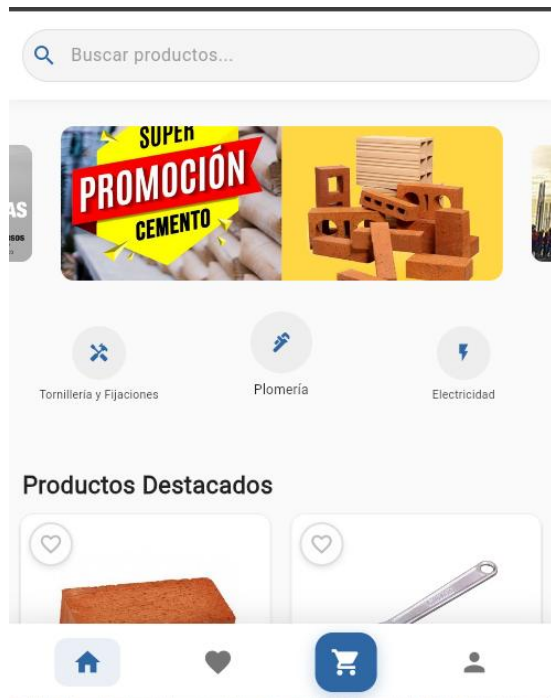 Buscar productos...
AS
SUPER
PROMOCIÓN
CEMENTO
Tornillería y Fijaciones
Plomería
Electricidad
Productos Destacados